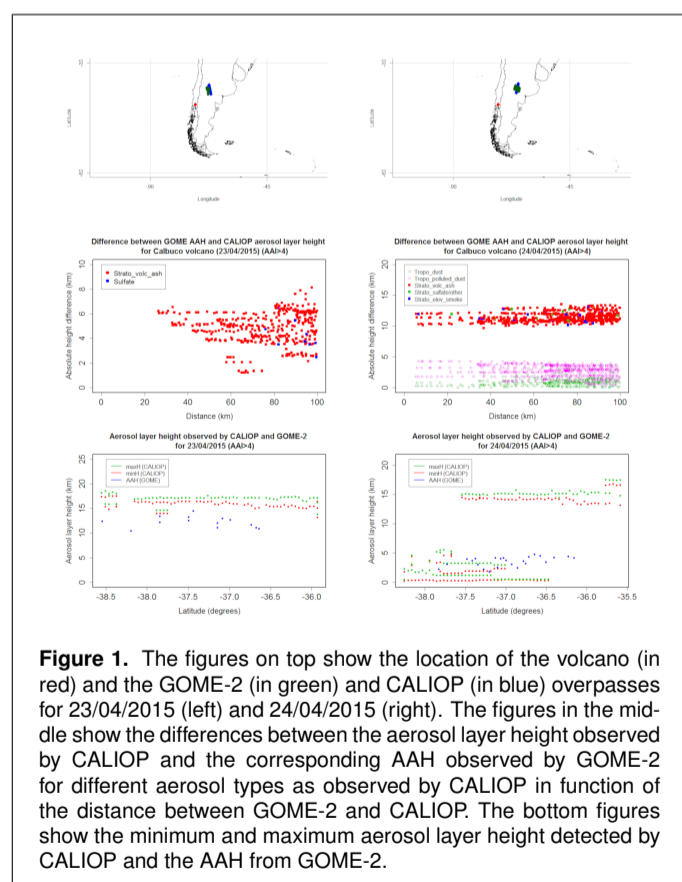 Latitude
Longitude
-90
-45
Latitude
Longitude
-90
-45
Difference between GOME AAH and CALIOP aerosol layer height
for Calbuco volcano (23/04/2015) (AAI>4)
Strato_volc_ash
Sulfate
Absolute height difference (km)
0 2 4 6 8 10
0 20 40 60 80 100
Distance (km)
Difference between GOME AAH and CALIOP aerosol layer height
for Calbuco volcano (24/04/2015) (AAI>4)
Tropo_dust
Tropo_polluted_dust
Strato_volc_ash
Strato_sulfate/other
Strato_elev_smoke
Absolute height difference (km)
0 5 10 15 20
0 20 40 60 80 100
Distance (km)
Aerosol layer height observed by CALIOP and GOME-2
for 23/04/2015 (AAI>4)
maxH (CALIOP)
minH (CALIOP)
AAH (GOME)
Aerosol layer height (km)
0 5 10 15 20 25
-38.5 -38.0 -37.5 -37.0 -36.5 -36.0
Latitude (degrees)
Aerosol layer height observed by CALIOP and GOME-2
for 24/04/2015 (AAI>4)
maxH (CALIOP)
minH (CALIOP)
AAH (GOME)
Aerosol layer height (km)
0 5 10 15 20
-38.0 -37.5 -37.0 -36.5 -36.0 -35.5
Latitude (degrees)
Figure 1. The figures on top show the location of the volcano (in
red) and the GOME-2 (in green) and CALIOP (in blue) overpasses
for 23/04/2015 (left) and 24/04/2015 (right). The figures in the mid-
dle show the differences between the aerosol layer height observed
by CALIOP and the corresponding AAH observed by GOME-2
for different aerosol types as observed by CALIOP in function of
the distance between GOME-2 and CALIOP. The bottom figures
show the minimum and maximum aerosol layer height detected by
CALIOP and the AAH from GOME-2.